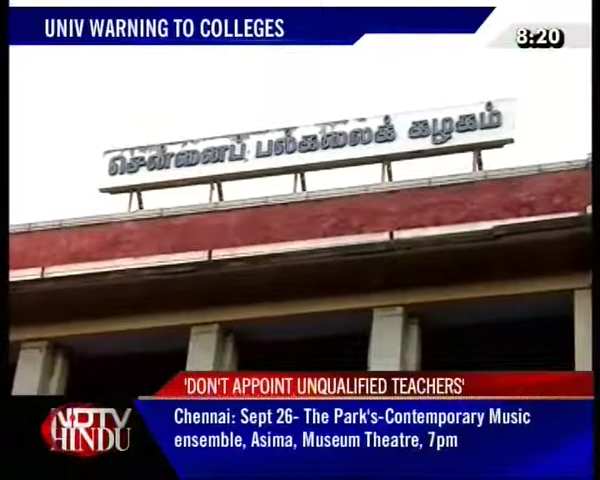 UNIV WARNING TO COLLEGES
8:20
சென்னைப் பல்கலைக் கழகம்
'DON'T APPOINT UNQUALIFIED TEACHERS'
NDTV
HINDU
Chennai: Sept 26- The Park's-Contemporary Music
ensemble, Asima, Museum Theatre, 7pm